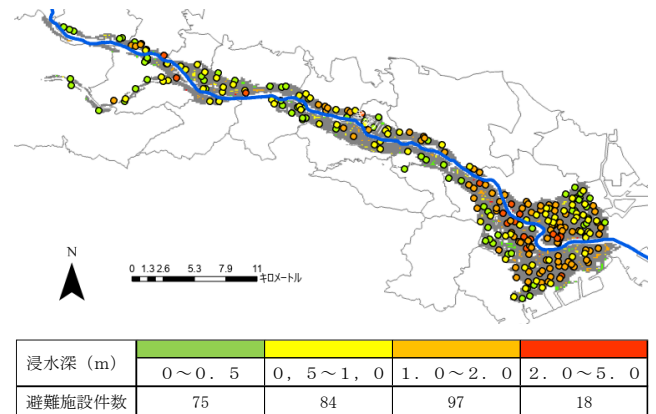 N
0 1.3 2.6 5.3 7.9 11
キロメートル
浸水深（m） 0～0．5 0，5～1，0 1．0～2．0 2．0～5．0
避難施設件数 75 84 97 18